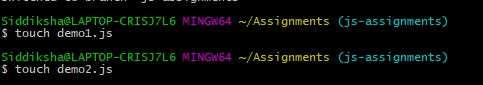 Siddiksha@LAPTOP-CRISJ7L6 MINGW64 ~/Assignments (js-assignments)
$ touch demo1.js
Siddiksha@LAPTOP-CRISJ7L6 MINGW64 ~/Assignments (js-assignments)
$ touch demo2.js